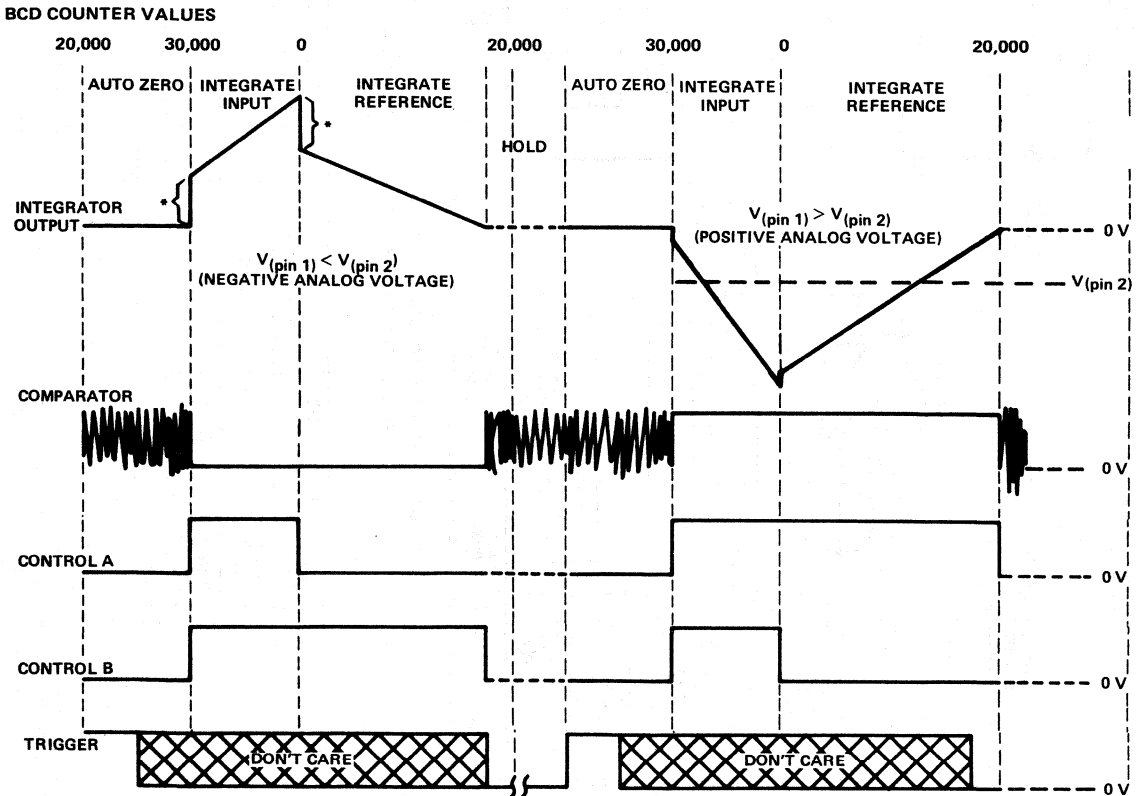 BCD COUNTER VALUES
20,000 30,000 0 20,000 30,000 0 20,000
AUTO ZERO
INTEGRATE
INPUT
INTEGRATE
REFERENCE
HOLD
AUTO ZERO
INTEGRATE
INPUT
INTEGRATE
REFERENCE
*
*
INTEGRATOR
OUTPUT
V(pin 1) < V(pin 2)
(NEGATIVE ANALOG VOLTAGE)
V(pin 1) > V(pin 2)
(POSITIVE ANALOG VOLTAGE)
0 V
V(pin 2)
COMPARATOR
0 V
CONTROL A
0 V
CONTROL B
0 V
TRIGGER
DON'T CARE
DON'T CARE
0 V